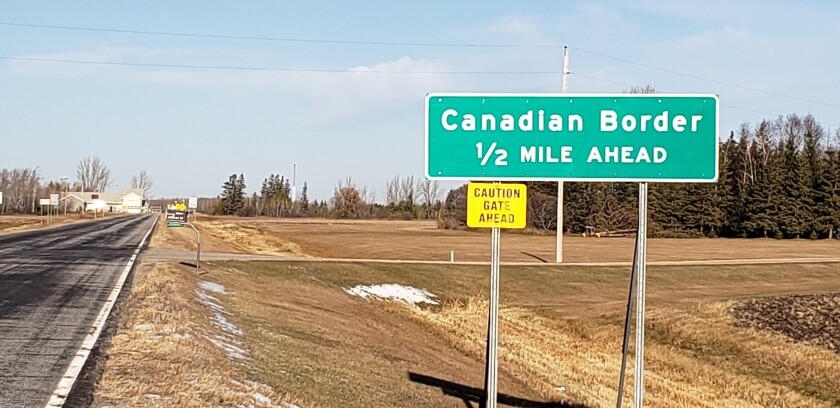 Canadian Border
1/2 MILE AHEAD
CAUTION
GATE
AHEAD